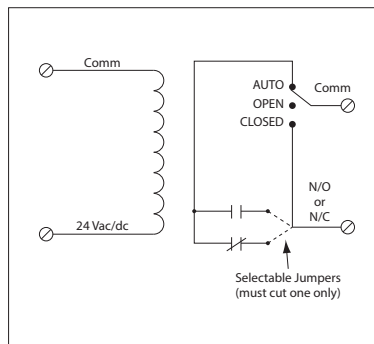 Comm
24 Vac/dc
AUTO
OPEN
CLOSED
Comm
N/O
or
N/C
Selectable Jumpers
(must cut one only)